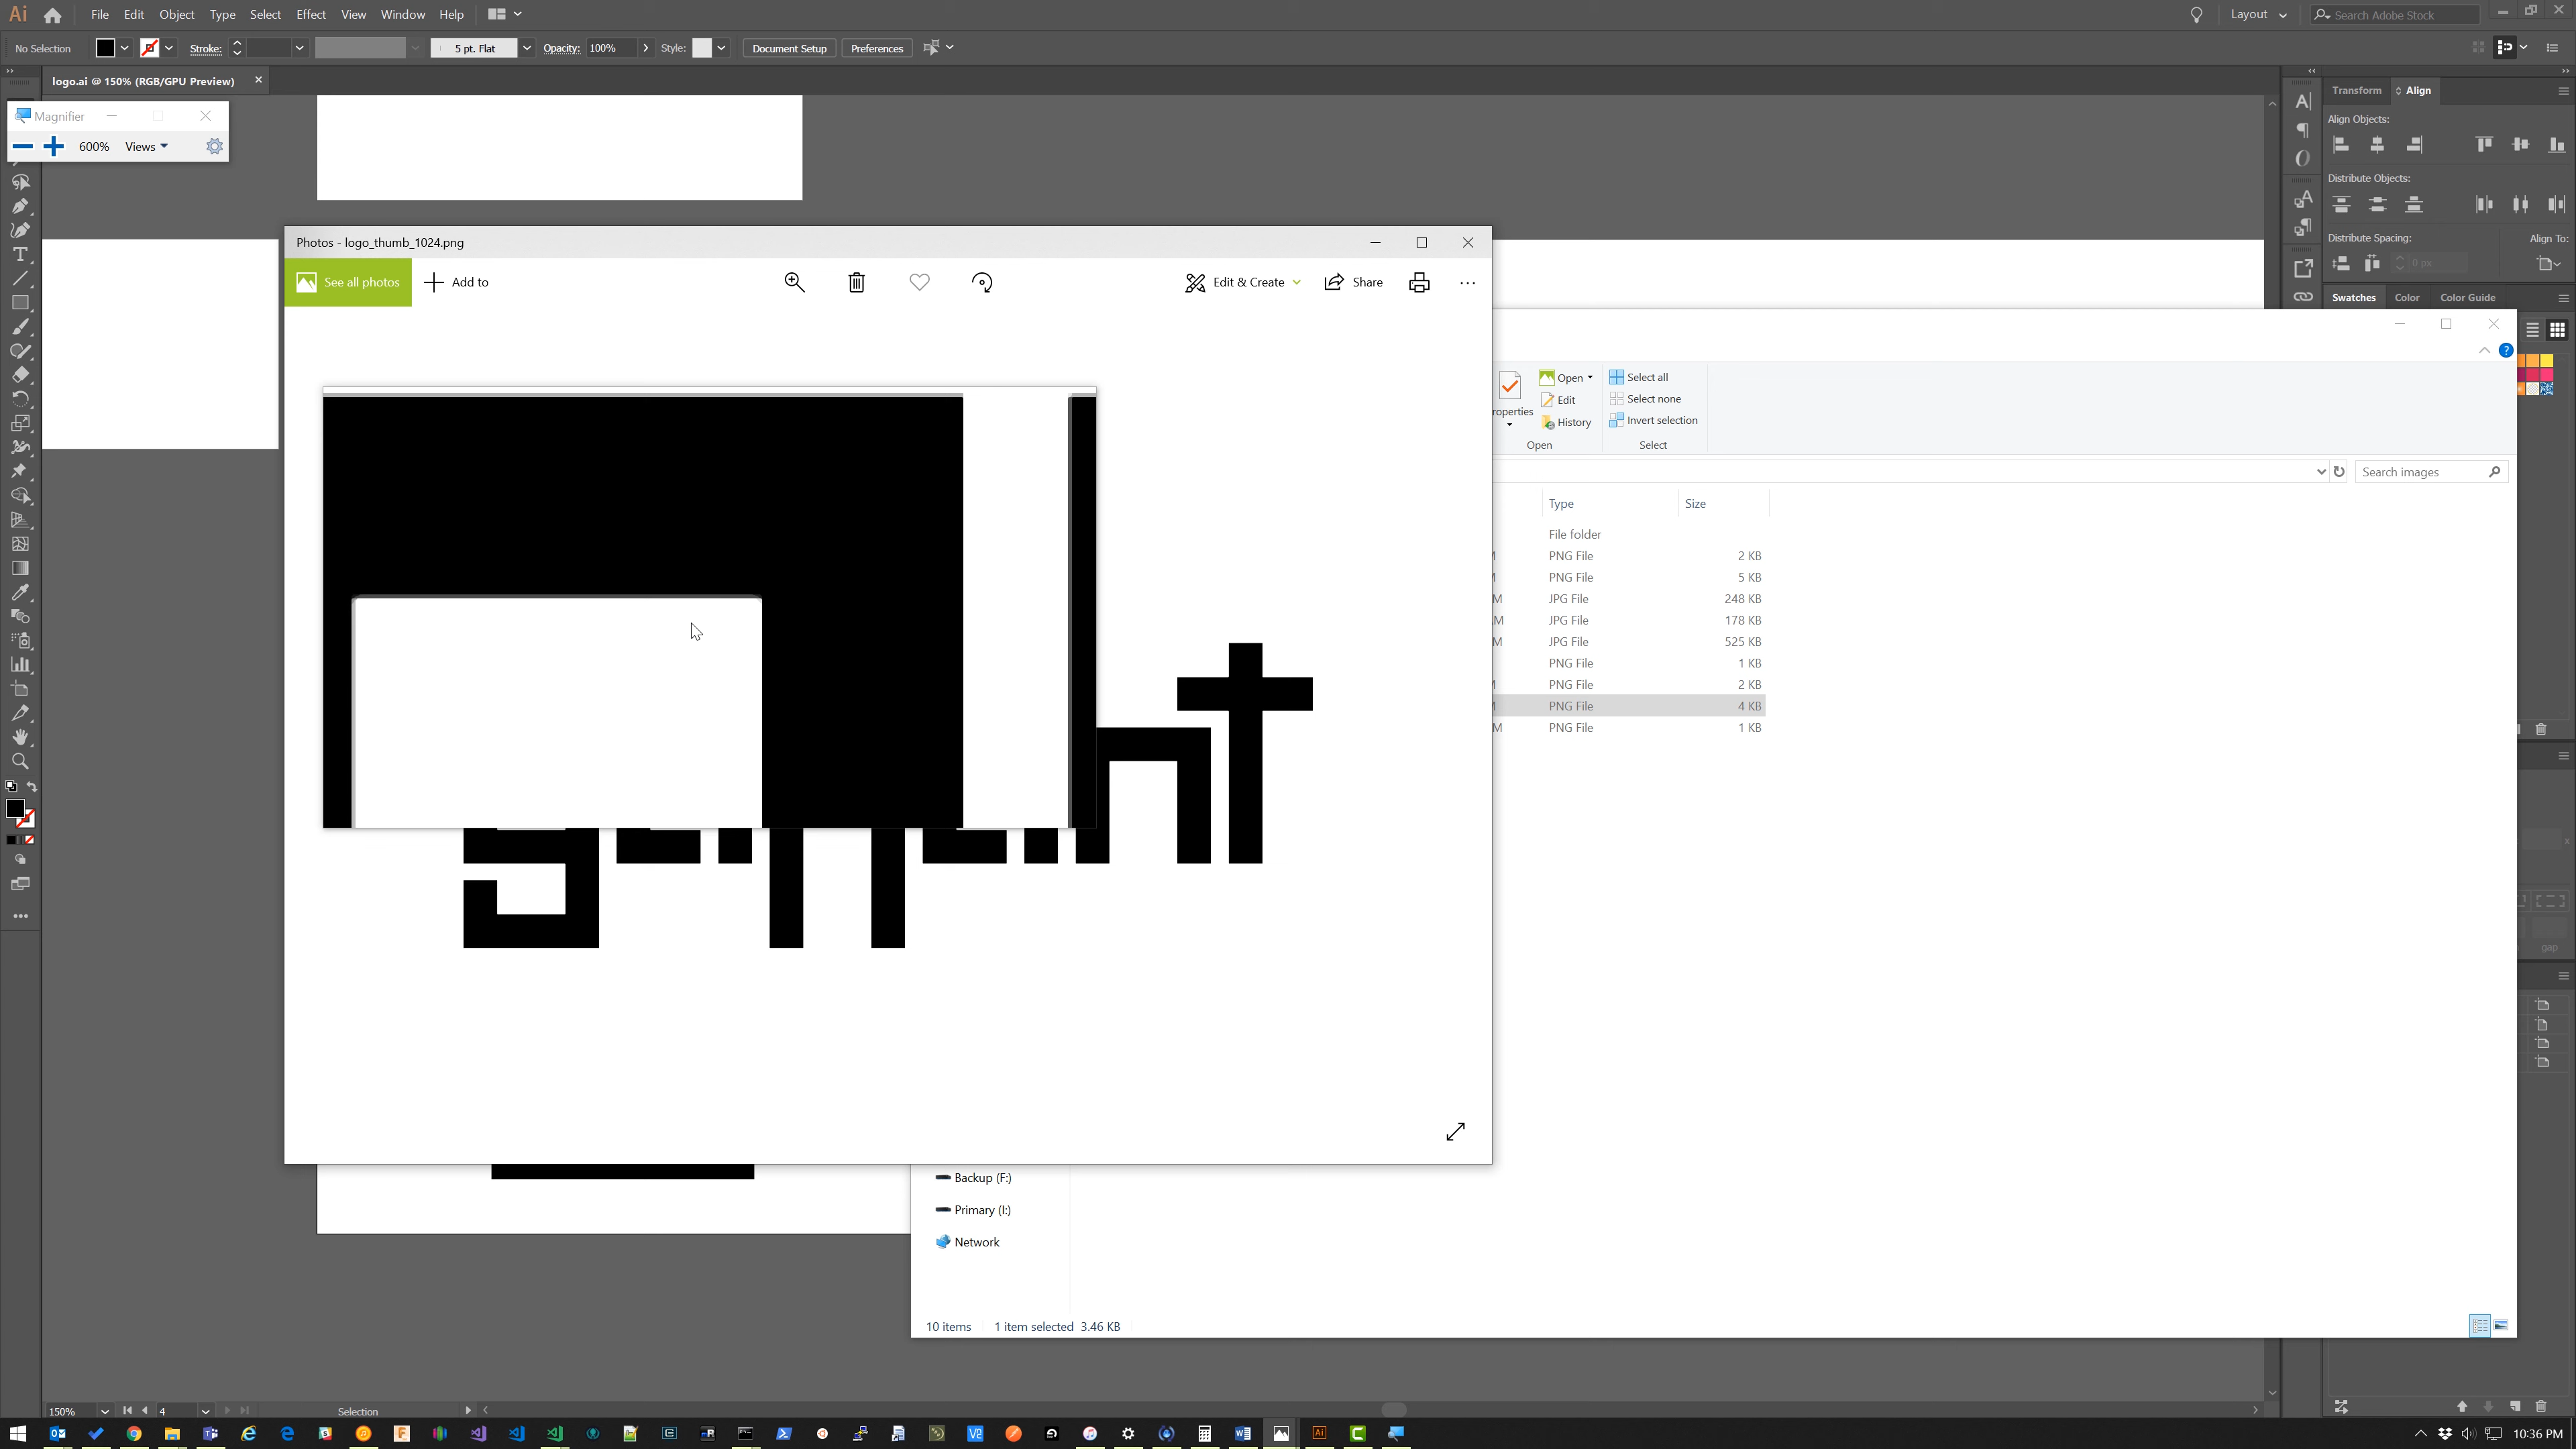 Ai File Edit Object Type Select Effect View Window Help Layout Search Adobe Stock
No Selection Stroke: 5 pt. Flat Opacity: 100% Style: Document Setup Preferences
logo.ai @ 150% (RGB/GPU Preview)
Magnifier
600% Views
Transform Align
Align Objects:
Distribute Objects:
Distribute Spacing: Align To:
0 px
Swatches Color Color Guide
Photos - logo_thumb_1024.png
See all photos Add to Edit & Create Share
Open Select all
Edit Select none
roperties
History Invert selection
Open Select
Search images
Type Size
File folder
PNG File 2 KB
PNG File 5 KB
M JPG File 248 KB
M JPG File 178 KB
M JPG File 525 KB
PNG File 1 KB
PNG File 2 KB
PNG File 4 KB
M PNG File 1 KB
gap
Backup (F:)
Primary (I:)
Network
10 items 1 item selected 3.46 KB
150% 4 Selection
10:36 PM